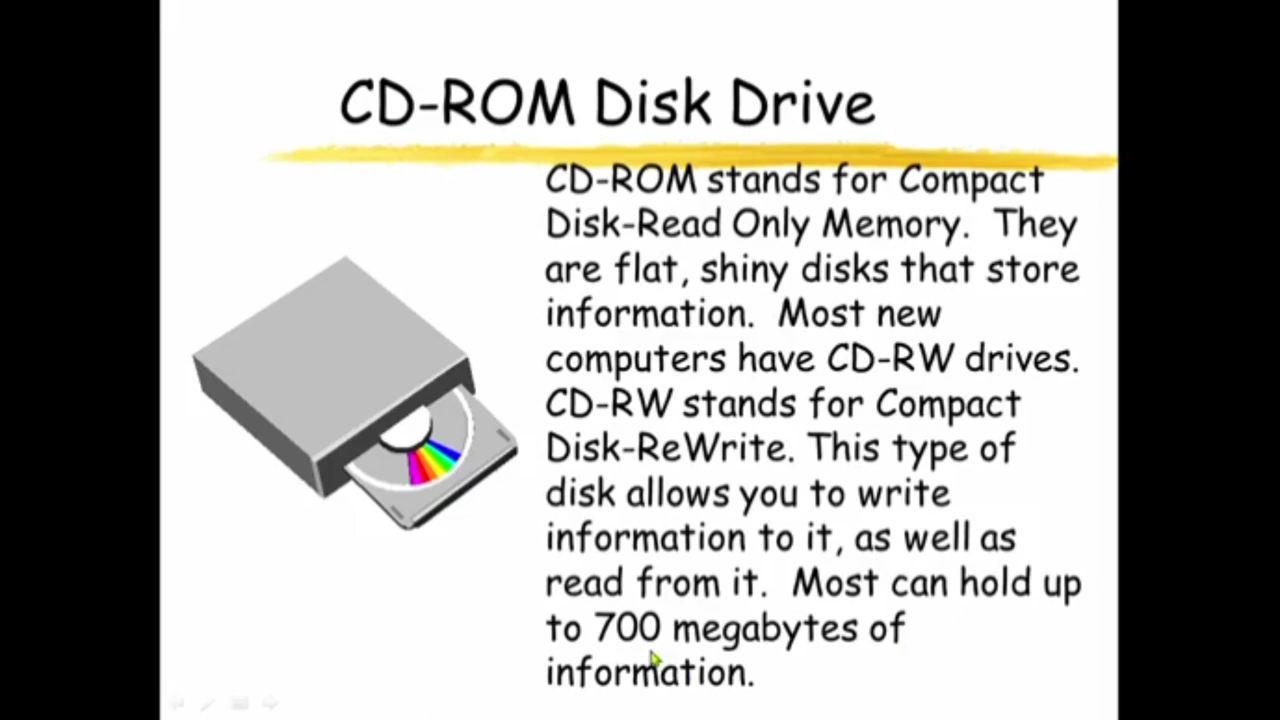 CD-ROM Disk Drive
CD-ROM stands for Compact
Disk-Read Only Memory. They
are flat, shiny disks that store
information. Most new
computers have CD-RW drives.
CD-RW stands for Compact
Disk-ReWrite. This type of
disk allows you to write
information to it, as well as
read from it. Most can hold up
to 700 megabytes of
information.